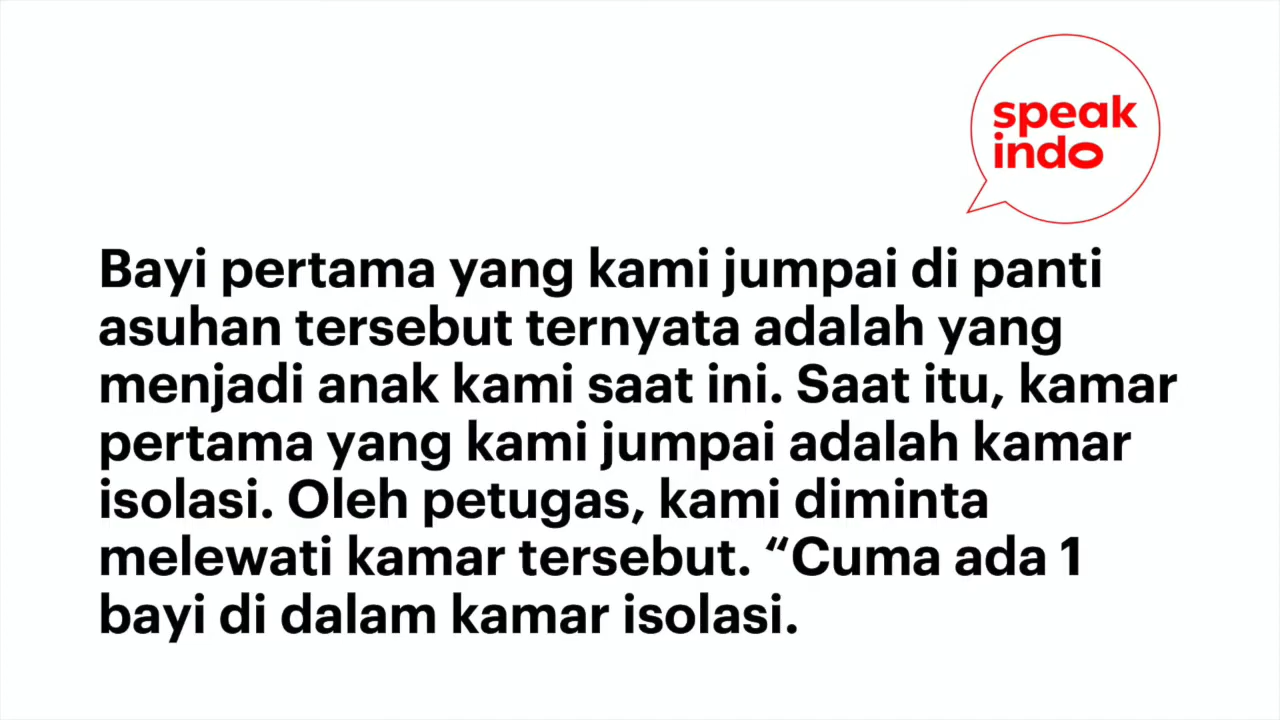 speak
indo
Bayi pertama yang kami jumpai di panti
asuhan tersebut ternyata adalah yang
menjadi anak kami saat ini. Saat itu, kamar
pertama yang kami jumpai adalah kamar
isolasi. Oleh petugas, kami diminta
melewati kamar tersebut. “Cuma ada 1
bayi di dalam kamar isolasi.